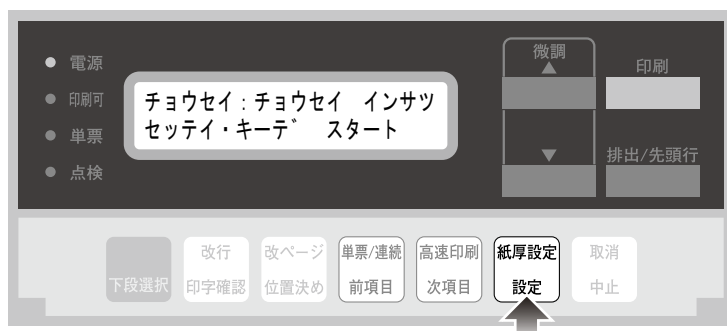 電源
印刷可
単票
点検
チョウセイ：チョウセイ　インサツ
セッテイ・キーデ゛　スタート
微調
▲
▼
印刷
排出/先頭行
下段選択
改行
印字確認
改ページ
位置決め
単票/連続
前項目
高速印刷
次項目
紙厚設定
設定
取消
中止